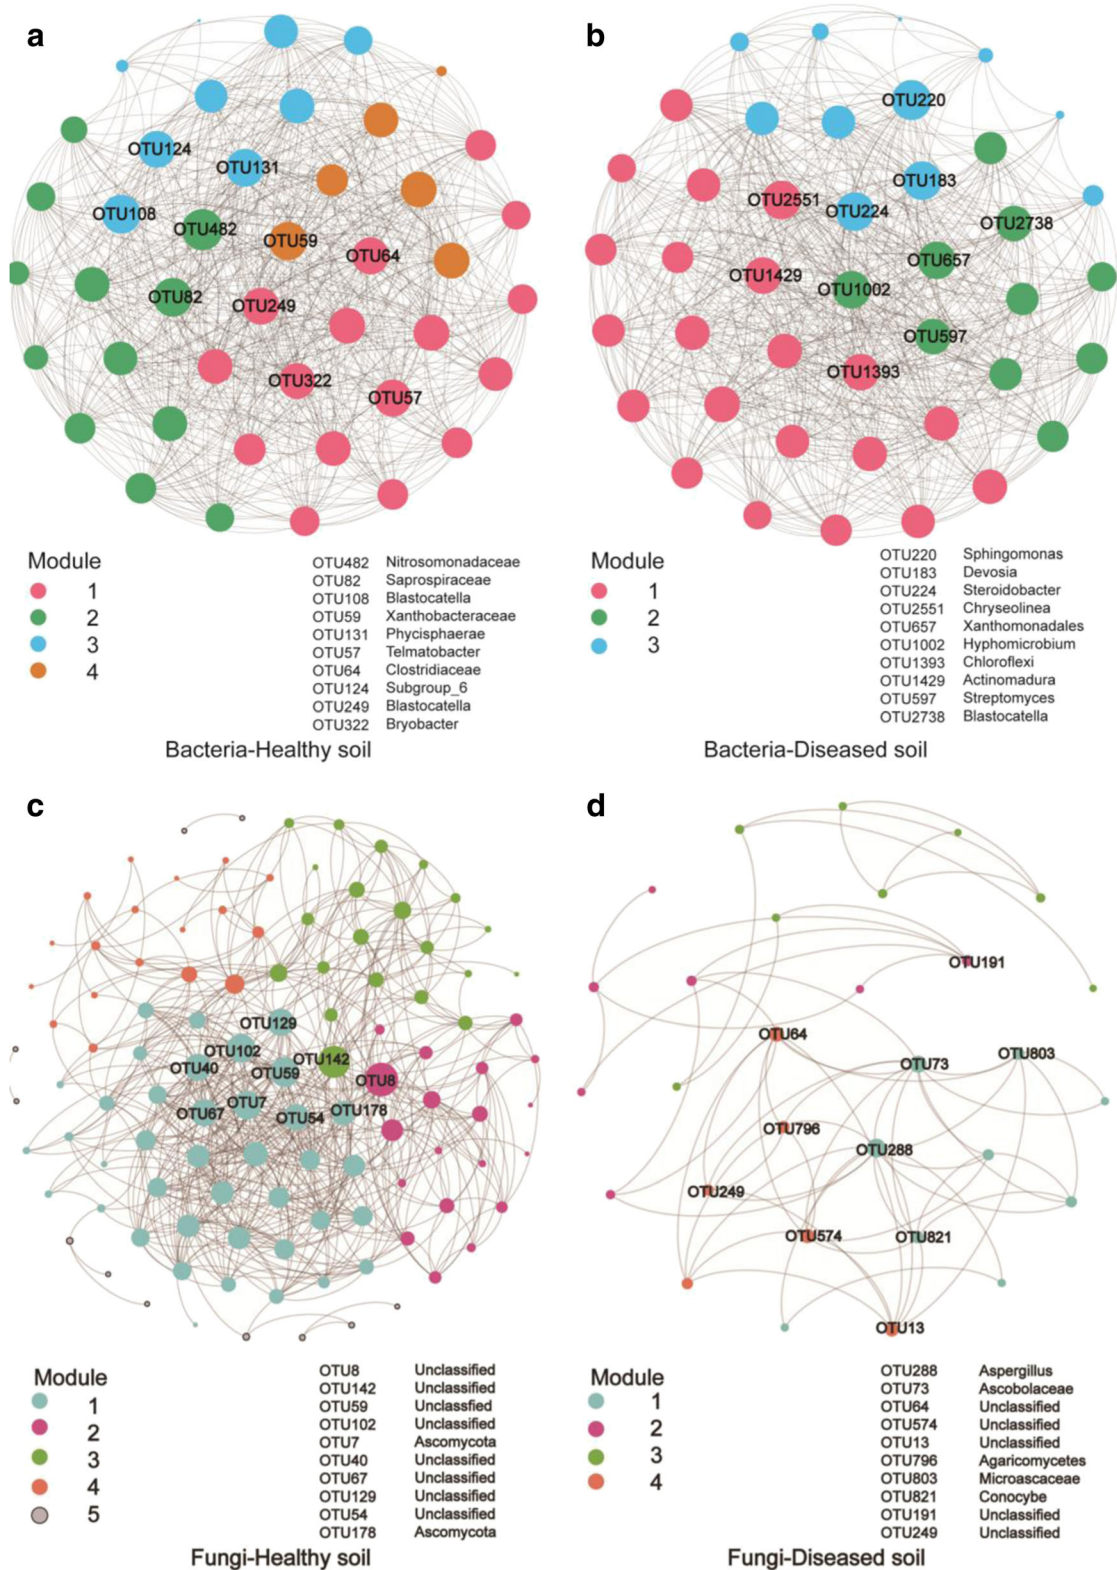 a
OTU124
OTU131
OTU108
OTU482
OTU59
OTU64
OTU82
OTU249
OTU322
OTU57
Module
1
2
3
4
OTU482 Nitrosomonadaceae
OTU82 Saprospiraceae
OTU108 Blastocatella
OTU59 Xanthobacteraceae
OTU131 Phycisphaerae
OTU57 Telmatobacter
OTU64 Clostridiaceae
OTU124 Subgroup_6
OTU249 Blastocatella
OTU322 Bryobacter
Bacteria-Healthy soil
b
OTU220
OTU183
OTU2551
OTU224
OTU2738
OTU657
OTU1429
OTU1002
OTU597
OTU1393
Module
1
2
3
OTU220 Sphingomonas
OTU183 Devosia
OTU224 Steroidobacter
OTU2551 Chryseolinea
OTU657 Xanthomonadales
OTU1002 Hyphomicrobium
OTU1393 Chloroflexi
OTU1429 Actinomadura
OTU597 Streptomyces
OTU2738 Blastocatella
Bacteria-Diseased soil
c
OTU129
OTU102
OTU142
OTU40
OTU59
OTU8
OTU7
OTU67
OTU54
OTU178
Module
1
2
3
4
5
OTU8 Unclassified
OTU142 Unclassified
OTU59 Unclassfied
OTU102 Unclassified
OTU7 Ascomycota
OTU40 Unclassified
OTU67 Unclassified
OTU129 Unclassified
OTU54 Unclassified
OTU178 Ascomycota
Fungi-Healthy soil
d
OTU191
OTU64
OTU73
OTU803
OTU796
OTU288
OTU249
OTU574
OTU821
OTU13
Module
1
2
3
4
OTU288 Aspergillus
OTU73 Ascobolaceae
OTU64 Unclassified
OTU574 Unclassified
OTU13 Unclassified
OTU796 Agaricomycetes
OTU803 Microascaceae
OTU821 Conocybe
OTU191 Unclassified
OTU249 Unclassified
Fungi-Diseased soil